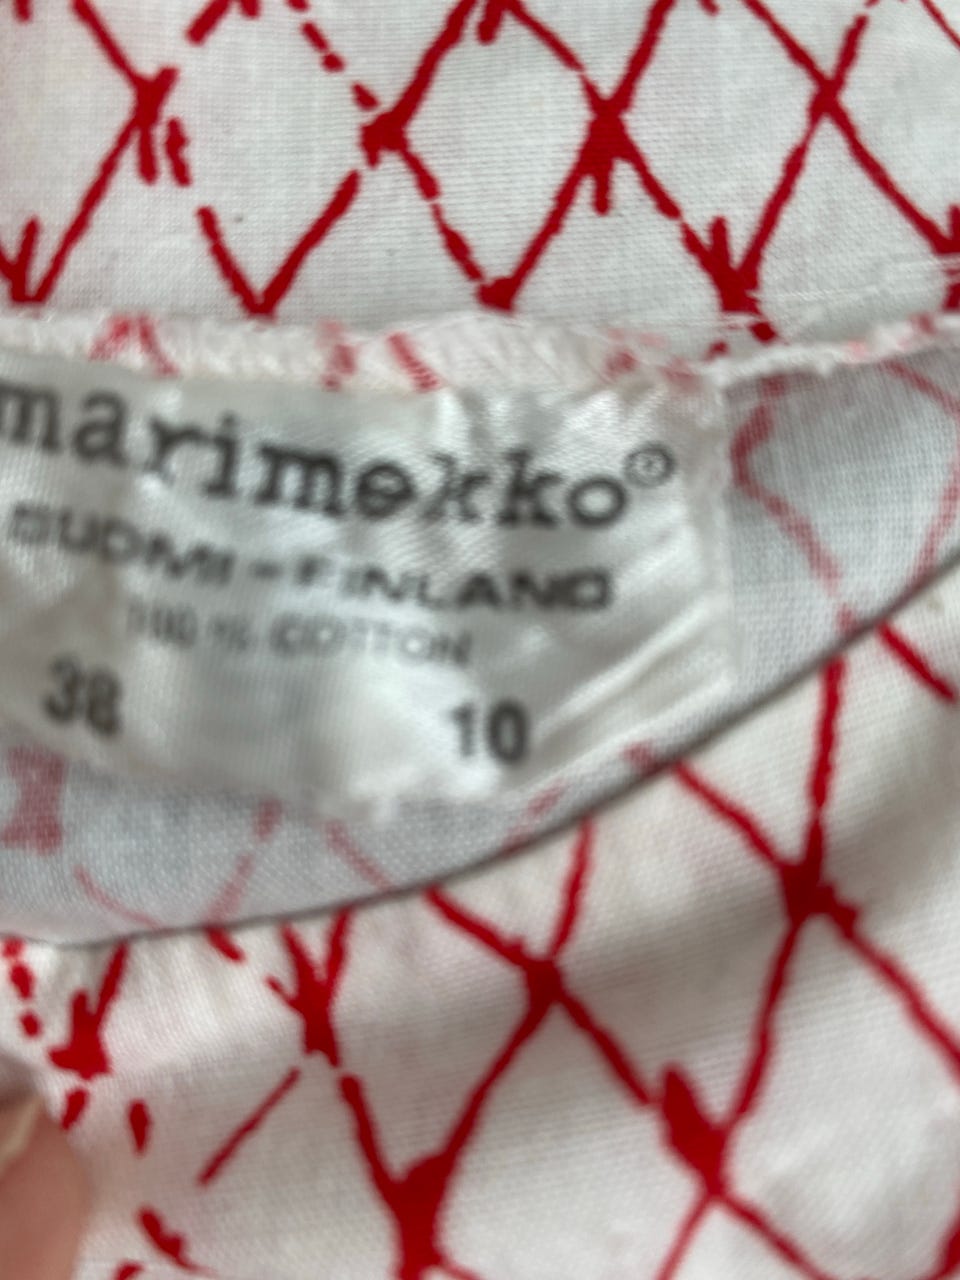 marimekko®
SUOMI-FINLAND
100 % COTTON
38 10